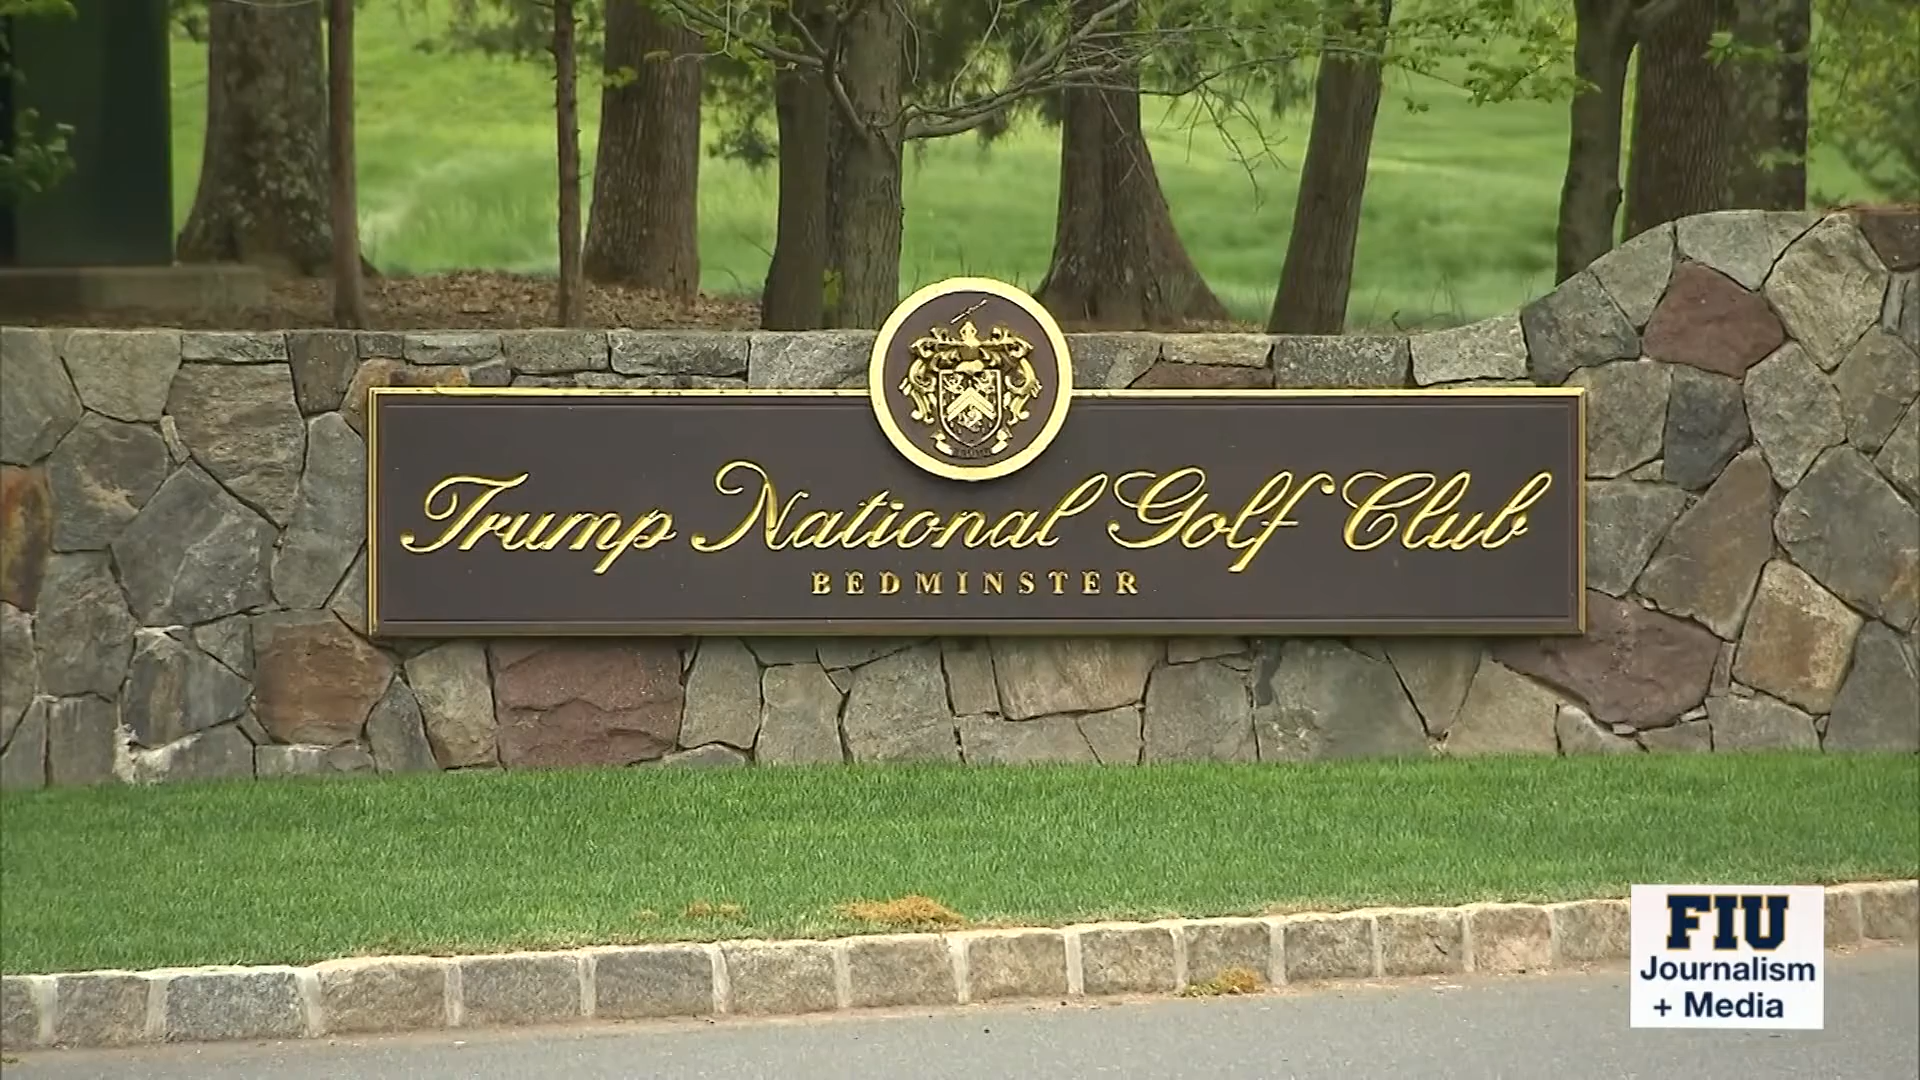 Trump National Golf Club
BEDMINSTER
FIU
Journalism
+ Media